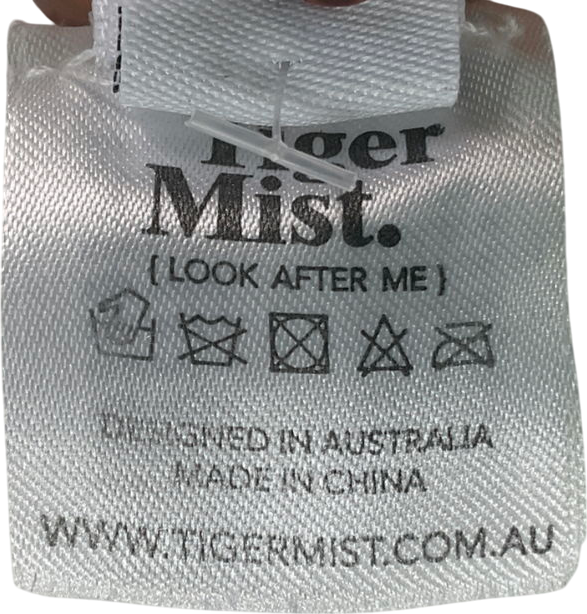 Tiger
Mist.
{ LOOK AFTER ME }
DESIGNED IN AUSTRALIA
MADE IN CHINA
WWW.TIGERMIST.COM.AU